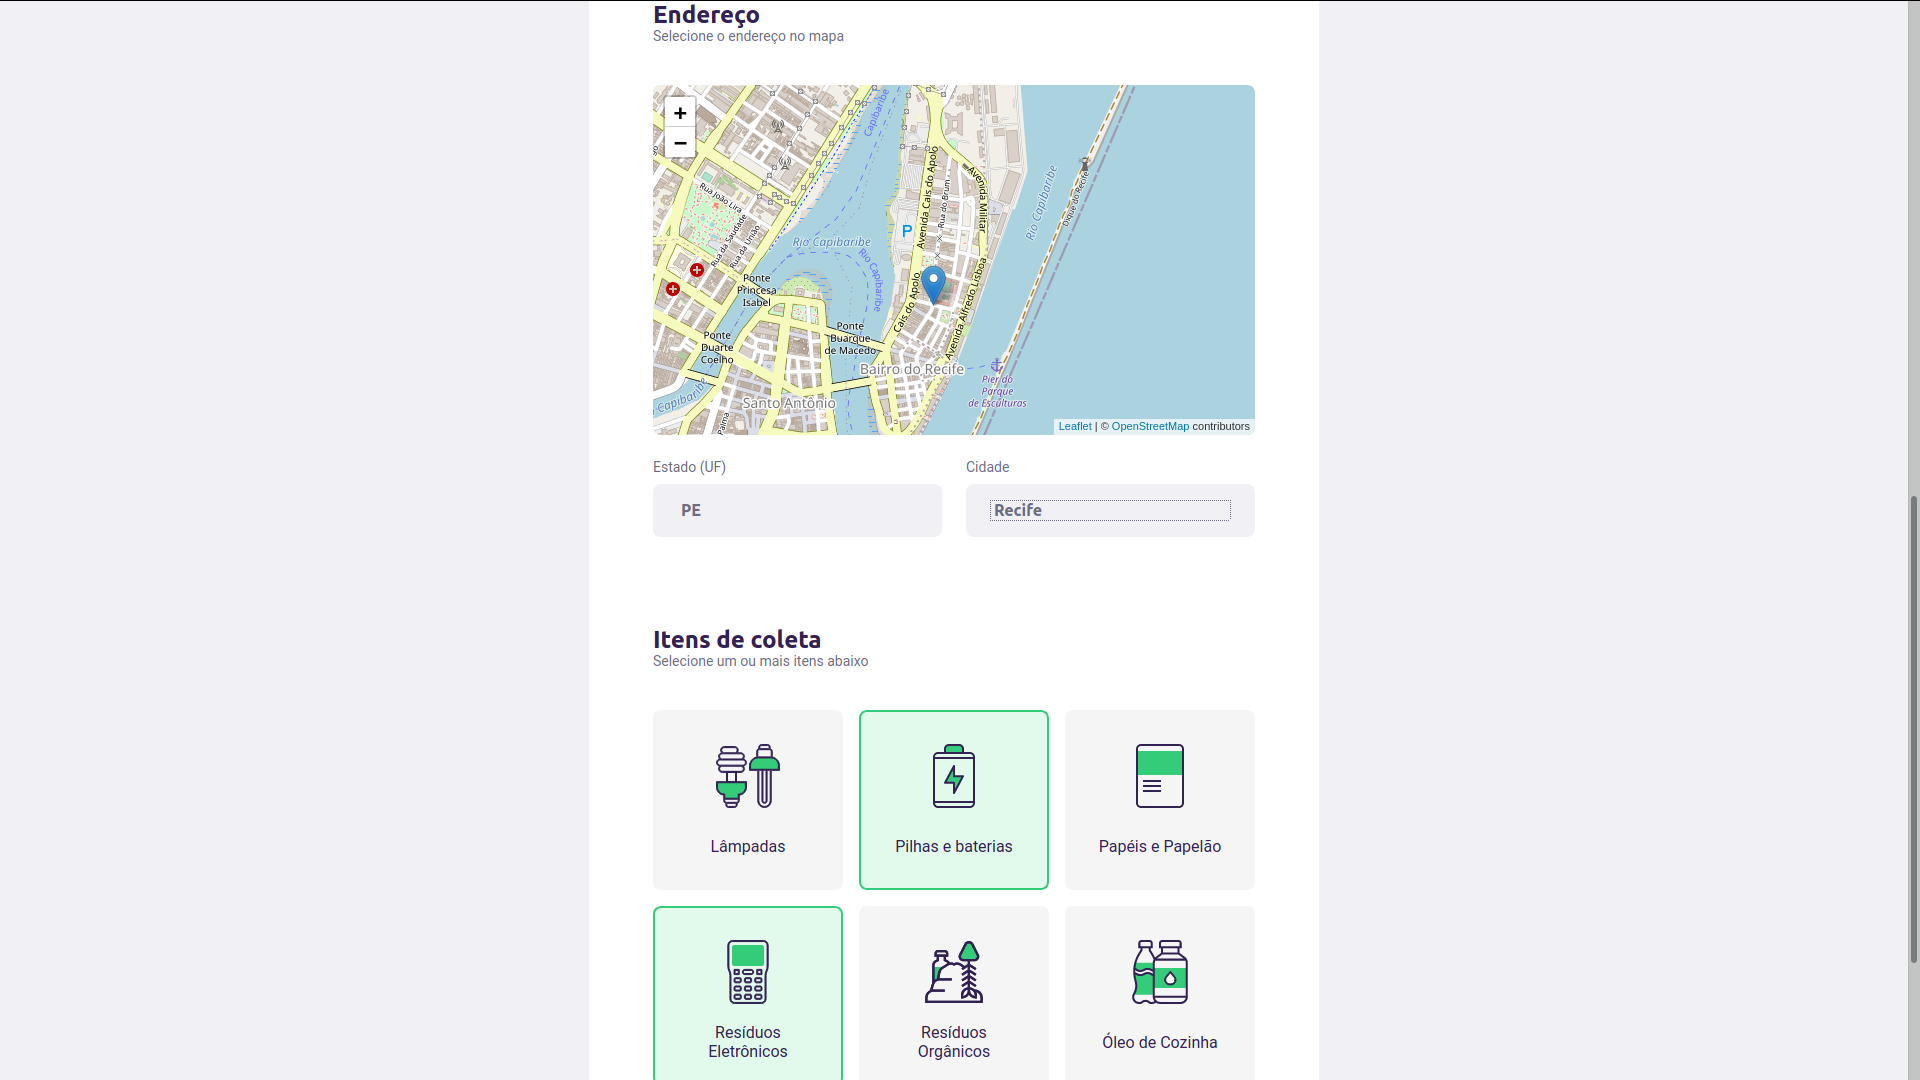 Endereço
Selecione o endereço no mapa
+
−
Capibaribe
Rua João Lira
Rua da Saudade
Rua da União
Rio Capibaribe
Rio Capibaribe
Ponte
Princesa
Isabel
Ponte
Duarte
Coelho
Ponte
Buarque
de Macedo
Avenida Cais do Apolo
Rua do Brum
Avenida Militar
P
Cais do Apolo
Avenida Alfredo Lisboa
Rio Capibaribe
Dique do Recife
Bairro do Recife
Santo Antônio
Capibaribe
Palma
Pier do
Parque
de Esculturas
Leaflet | © OpenStreetMap contributors
Estado (UF)
Cidade
PE
Recife
Itens de coleta
Selecione um ou mais itens abaixo
Lâmpadas
Pilhas e baterias
Papéis e Papelão
Resíduos
Eletrônicos
Resíduos
Orgânicos
Óleo de Cozinha